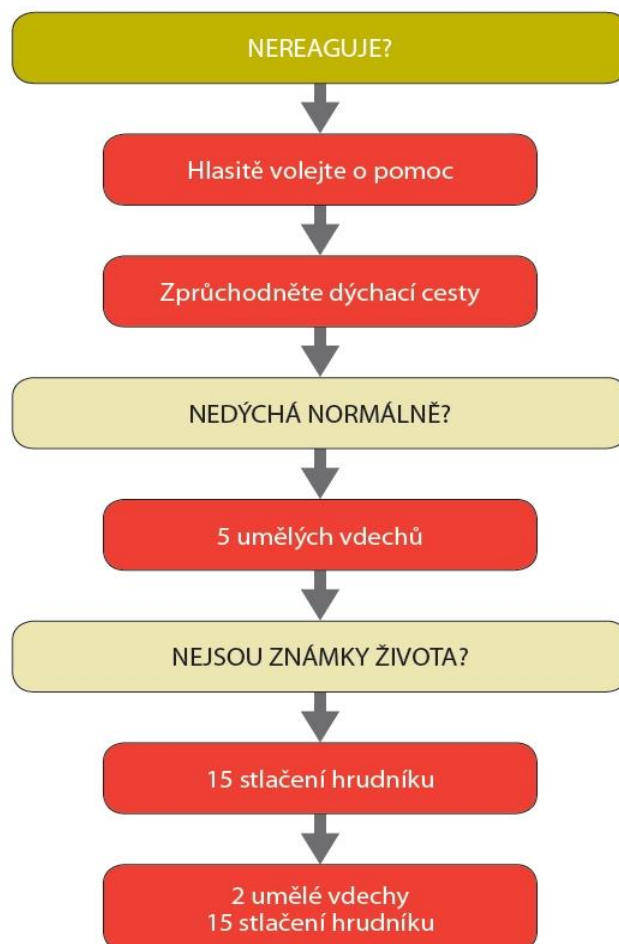 NEREAGUJE?
Hlasitě volejte o pomoc
Zprůchodněte dýchací cesty
NEDÝCHÁ NORMÁLNĚ?
5 umělých vdechů
NEJSOU ZNÁMKY ŽIVOTA?
15 stlačení hrudníku
2 umělé vdechy
15 stlačení hrudníku